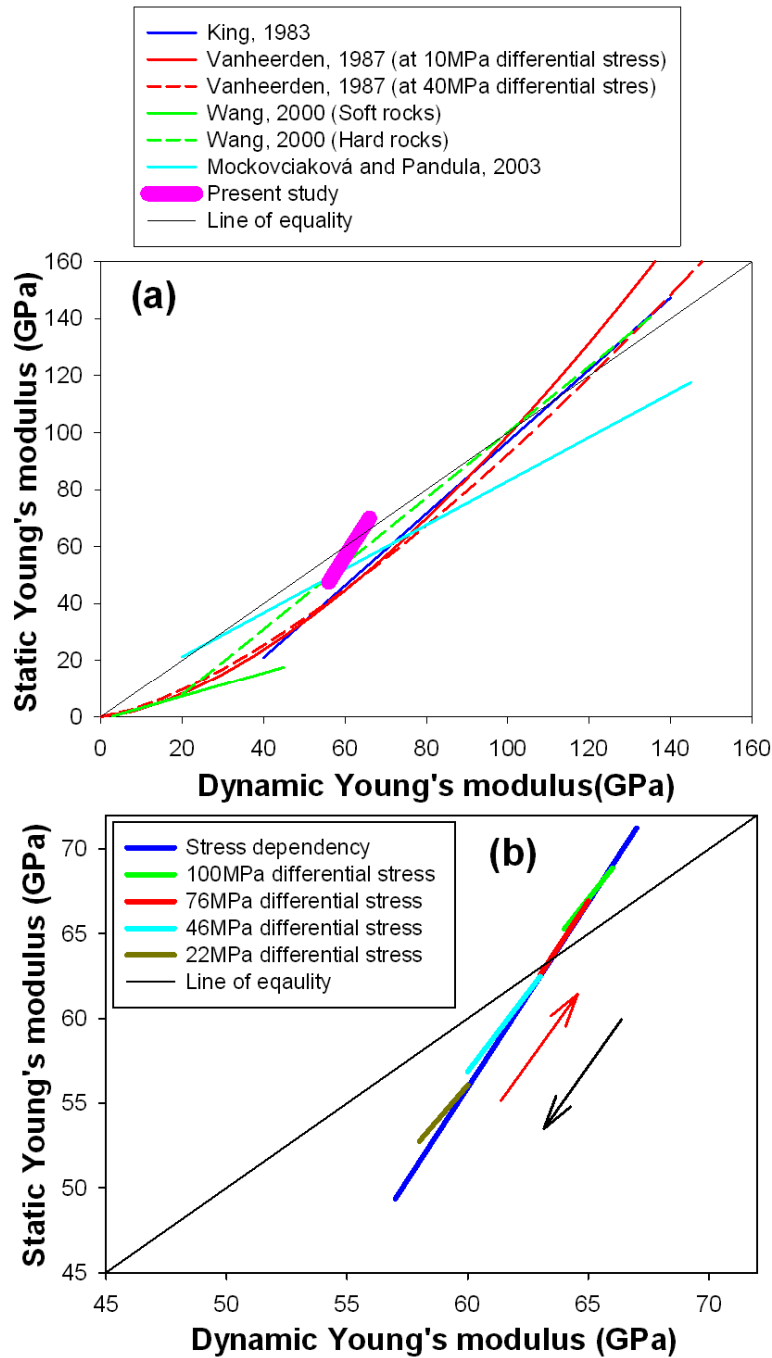 King, 1983
Vanheerden, 1987 (at 10MPa differential stress)
Vanheerden, 1987 (at 40MPa differential stres)
Wang, 2000 (Soft rocks)
Wang, 2000 (Hard rocks)
Mockovciaková and Pandula, 2003
Present study
Line of equality
(a)
Static Young's modulus (GPa)
160
140
120
100
80
60
40
20
0
0 20 40 60 80 100 120 140 160
Dynamic Young's modulus(GPa)
(b)
Stress dependency
100MPa differential stress
76MPa differential stress
46MPa differential stress
22MPa differential stress
Line of eqaulity
Static Young's modulus (GPa)
70
65
60
55
50
45
45 50 55 60 65 70
Dynamic Young's modulus (GPa)